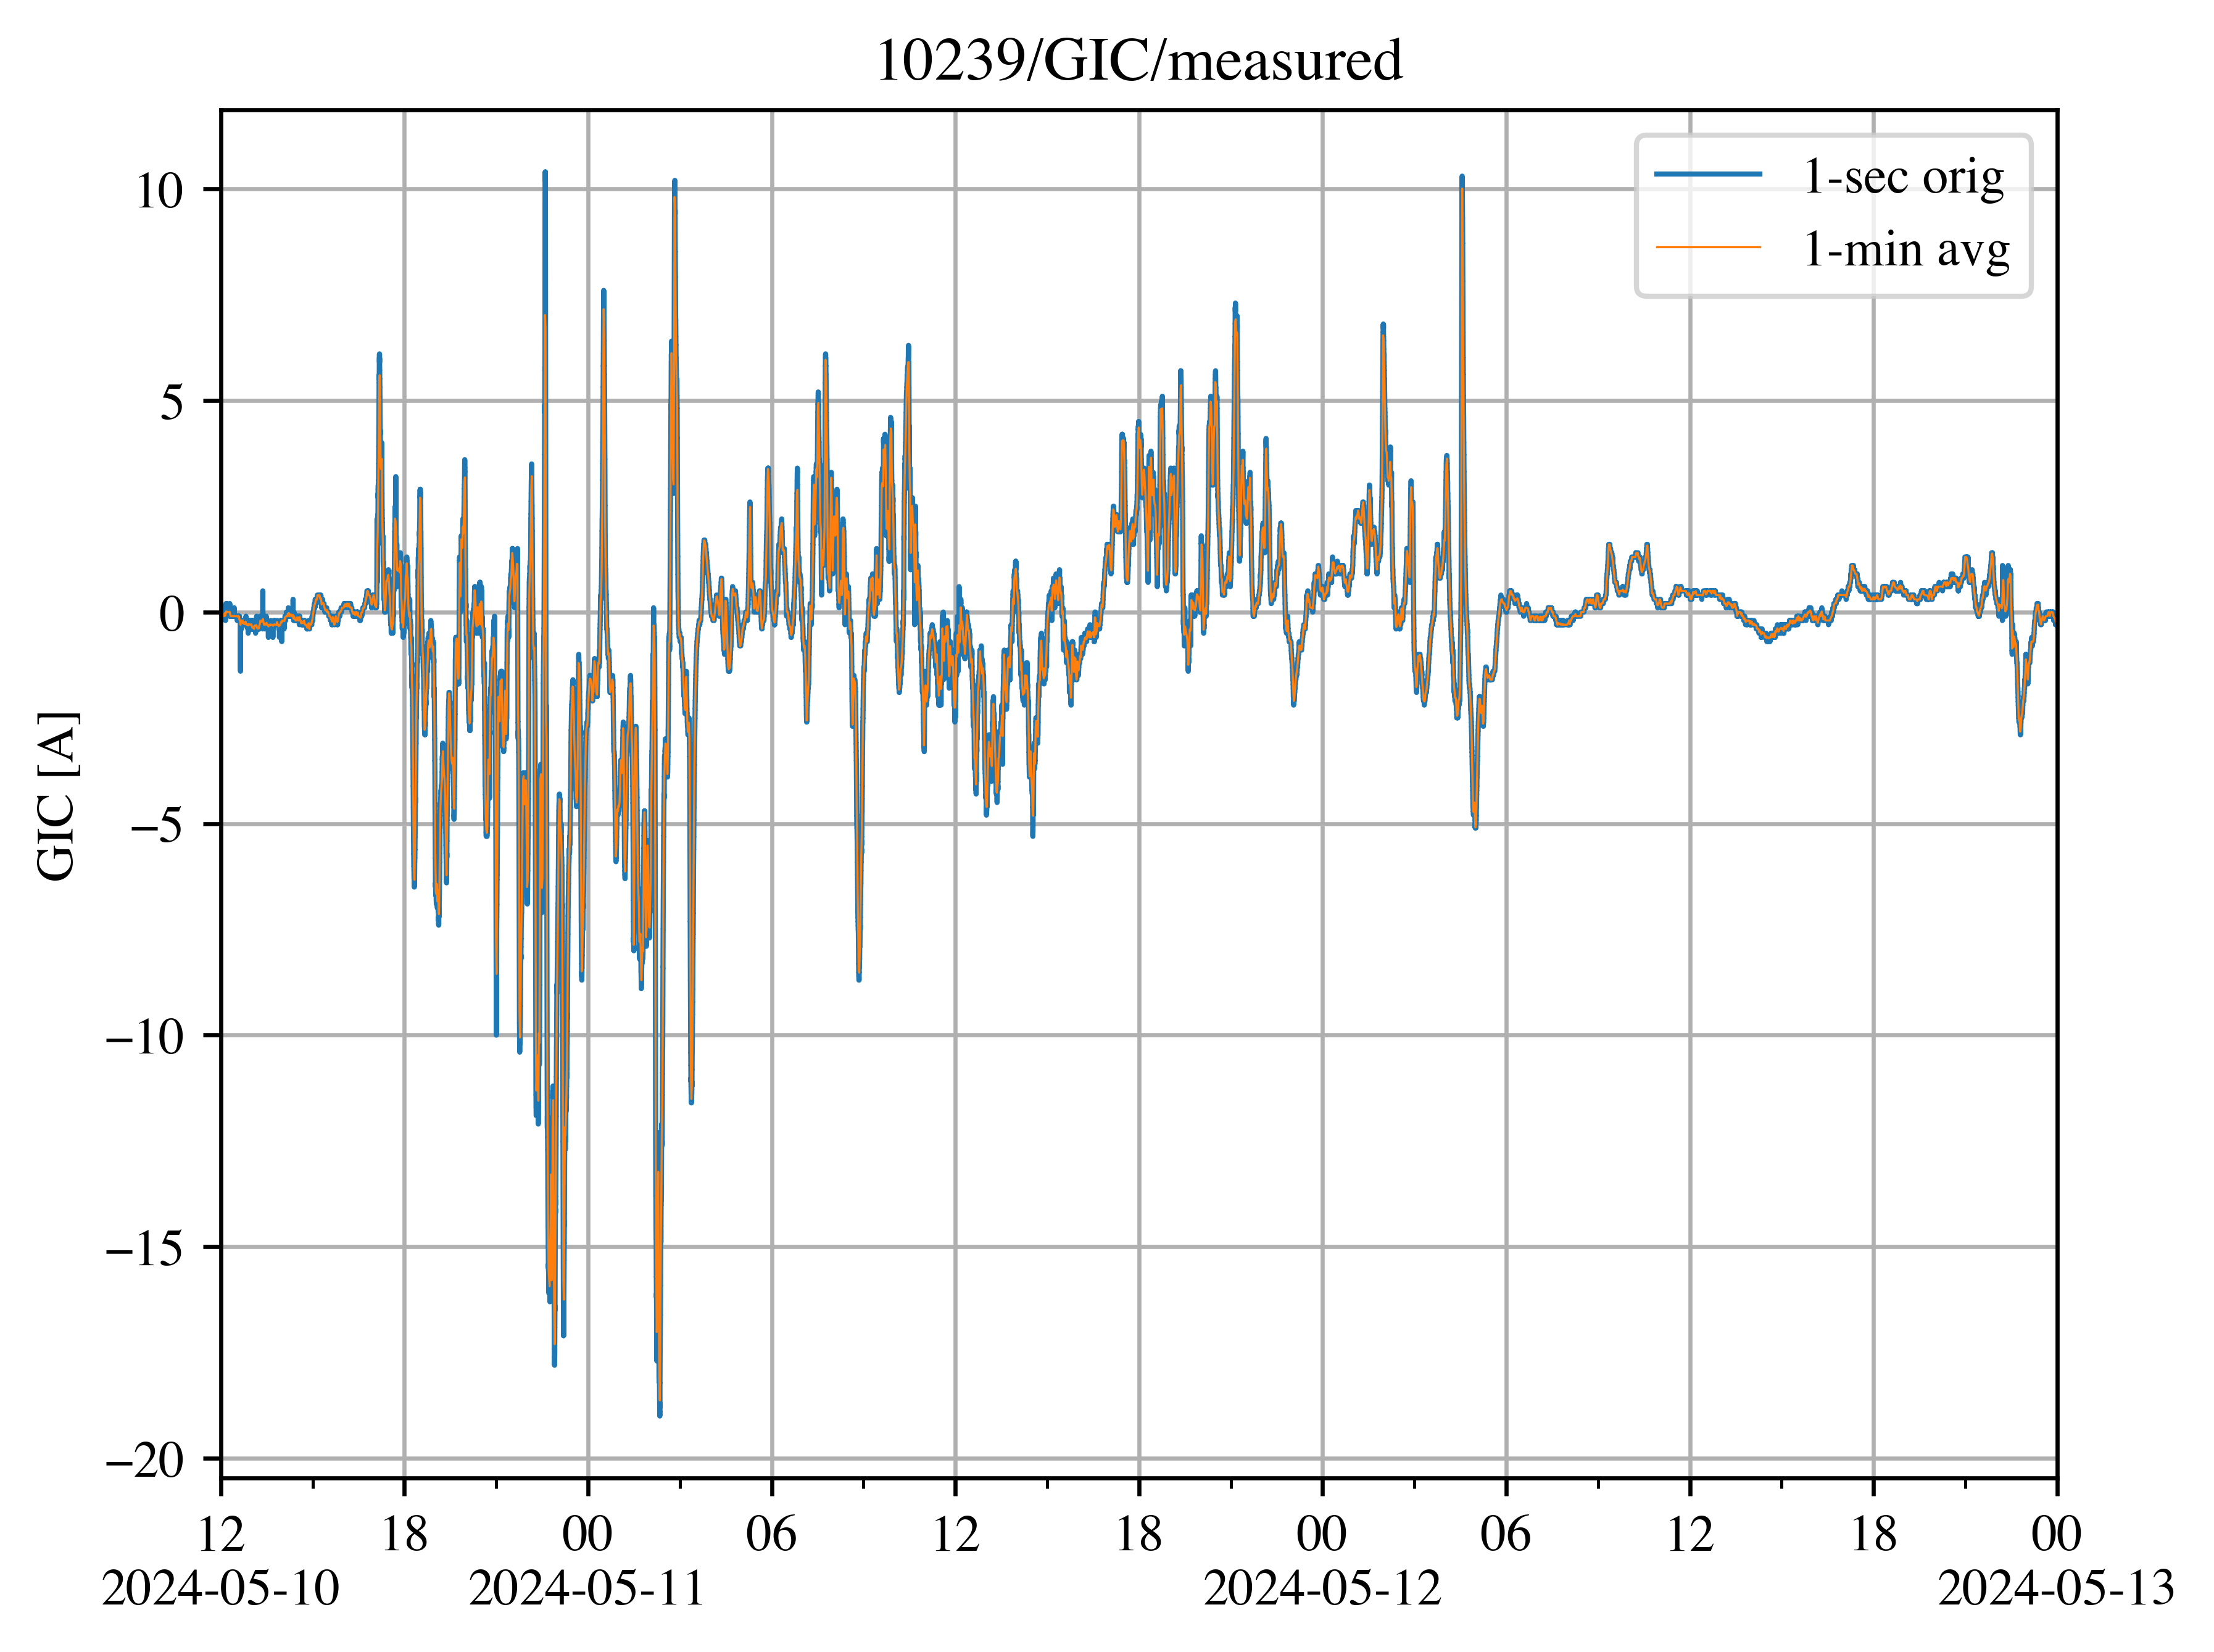 10239/GIC/measured
1-sec orig
1-min avg
10
5
0
−5
−10
−15
−20
GIC [A]
12 18 00 06 12 18 00 06 12 18 00
2024-05-10 2024-05-11 2024-05-12 2024-05-13